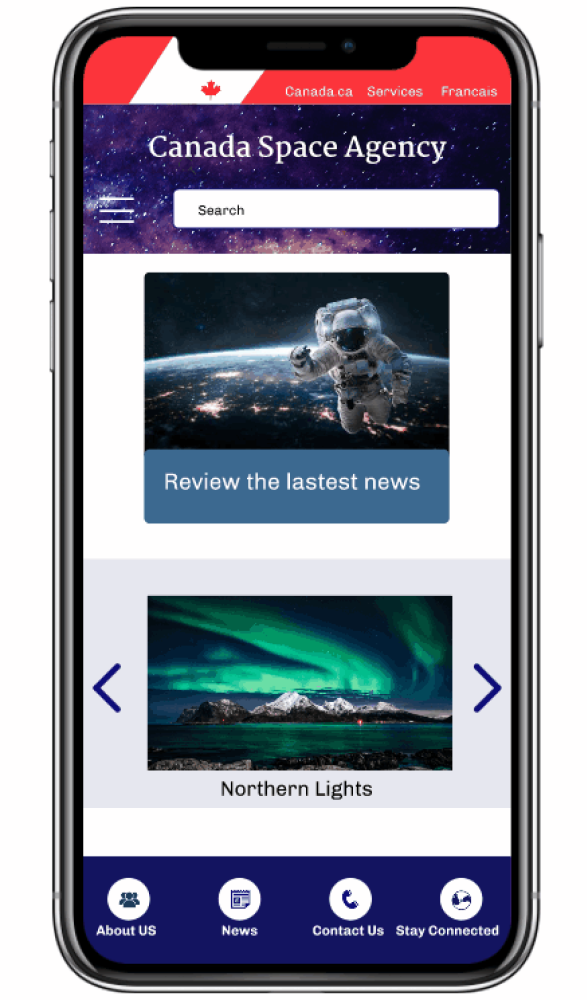 Canada.ca Services Francais
Canada Space Agency
Search
Review the lastest news
Northern Lights
About US News Contact Us Stay Connected